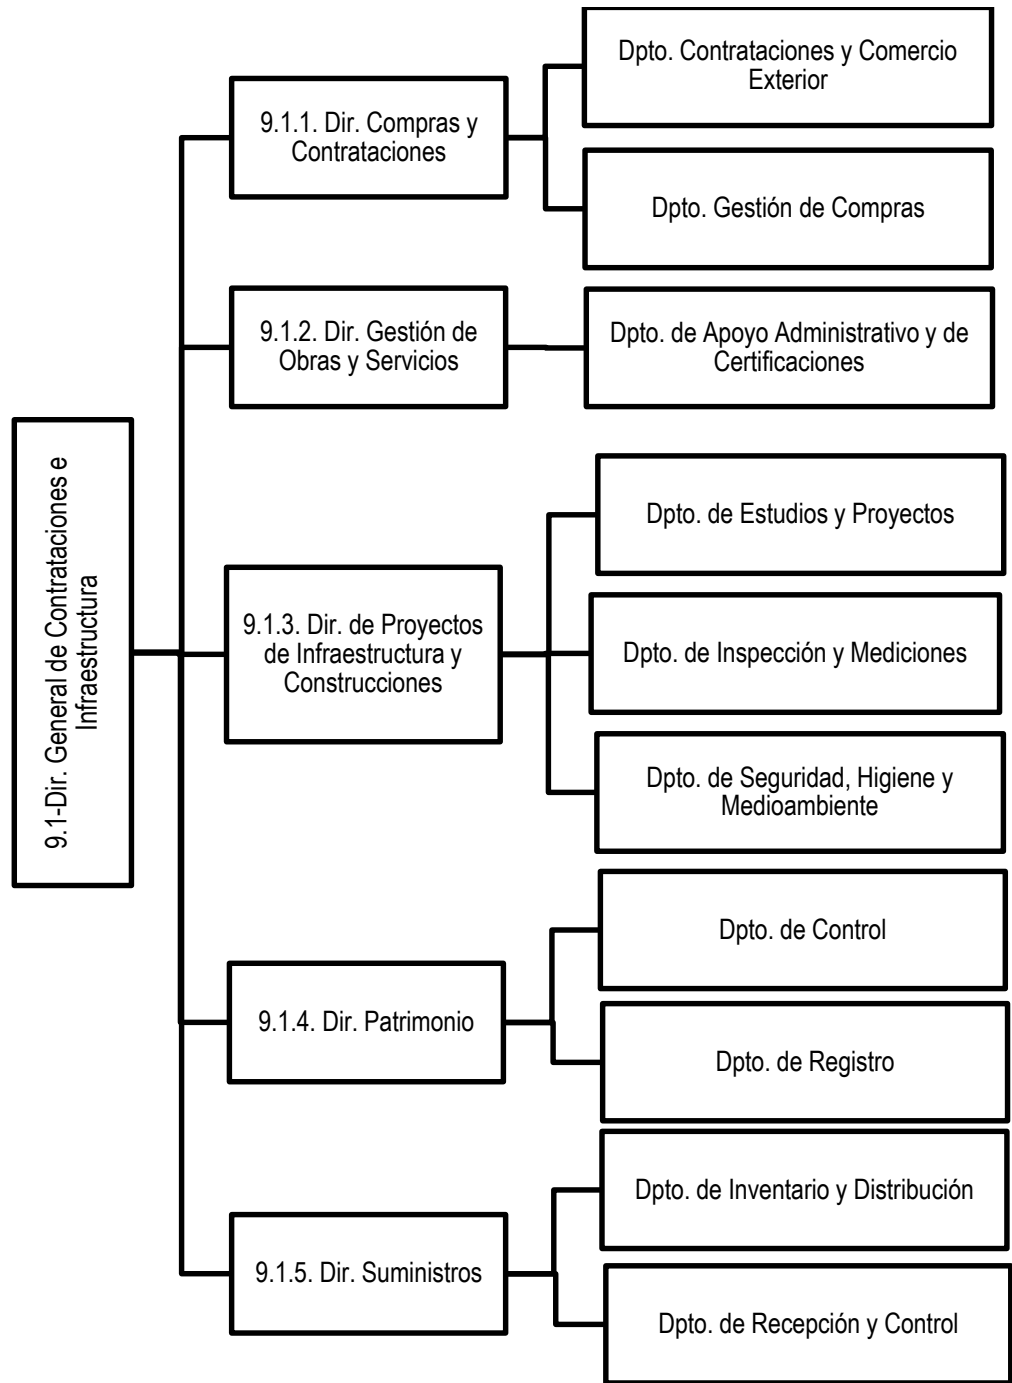 9.1-Dir. General de Contrataciones e
Infraestructura
9.1.1. Dir. Compras y
Contrataciones
Dpto. Contrataciones y Comercio
Exterior
Dpto. Gestión de Compras
9.1.2. Dir. Gestión de
Obras y Servicios
Dpto. de Apoyo Administrativo y de
Certificaciones
9.1.3. Dir. de Proyectos
de Infraestructura y
Construcciones
Dpto. de Estudios y Proyectos
Dpto. de Inspección y Mediciones
Dpto. de Seguridad, Higiene y
Medioambiente
9.1.4. Dir. Patrimonio
Dpto. de Control
Dpto. de Registro
9.1.5. Dir. Suministros
Dpto. de Inventario y Distribución
Dpto. de Recepción y Control